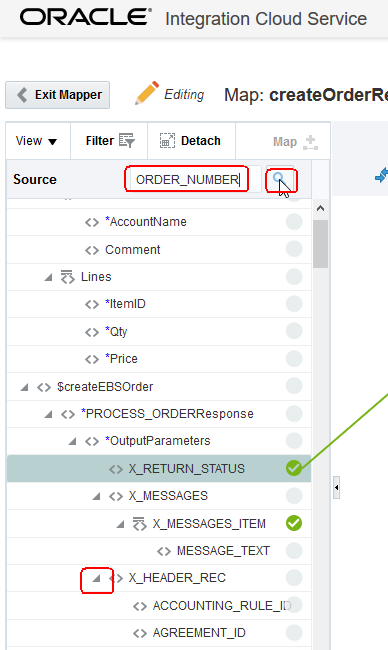 ORACLE® Integration Cloud Service
Exit Mapper Editing Map: createOrderRe
View Filter Detach Map
Source ORDER_NUMBER
<> *AccountName
<> Comment
Lines
<> *ItemID
<> *Qty
<> *Price
<> $createEBSOrder
<> *PROCESS_ORDERResponse
<> *OutputParameters
<> X_RETURN_STATUS
<> X_MESSAGES
X_MESSAGES_ITEM
<> MESSAGE_TEXT
<> X_HEADER_REC
<> ACCOUNTING_RULE_ID
<> AGREEMENT_ID